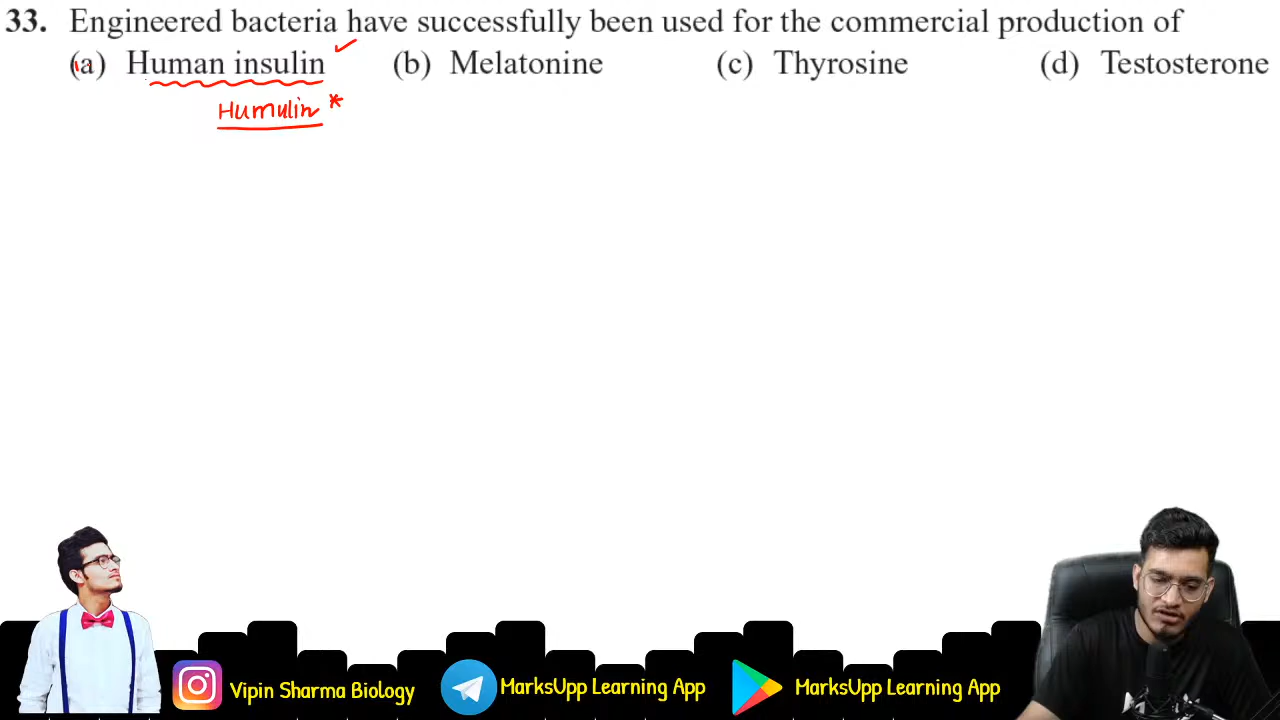 33. Engineered bacteria have successfully been used for the commercial production of
(a) Human insulin (b) Melatonine (c) Thyrosine (d) Testosterone
Humulin *
Vipin Sharma Biology MarksUpp Learning App MarksUpp Learning App